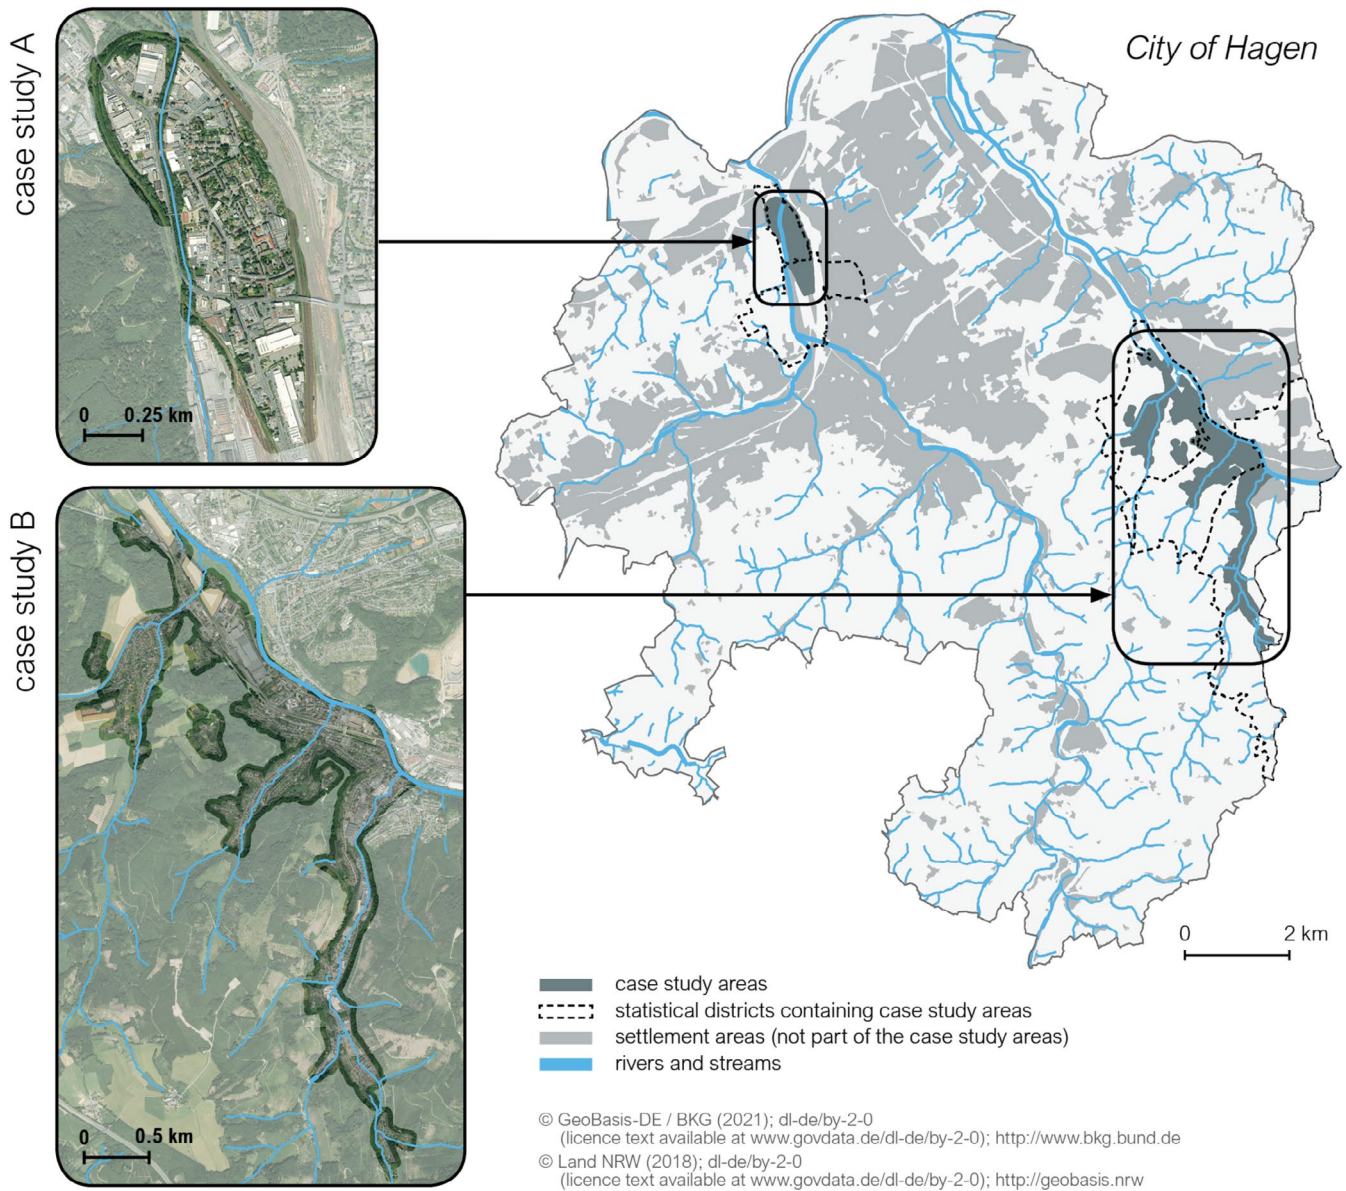 case study A
City of Hagen
0 0.25 km
case study B
0 0.5 km
0 2 km
case study areas
statistical districts containing case study areas
settlement areas (not part of the case study areas)
rivers and streams
© GeoBasis-DE / BKG (2021); dl-de/by-2-0
(licence text available at www.govdata.de/dl-de/by-2-0); http://www.bkg.bund.de
© Land NRW (2018); dl-de/by-2-0
(licence text available at www.govdata.de/dl-de/by-2-0); http://geobasis.nrw